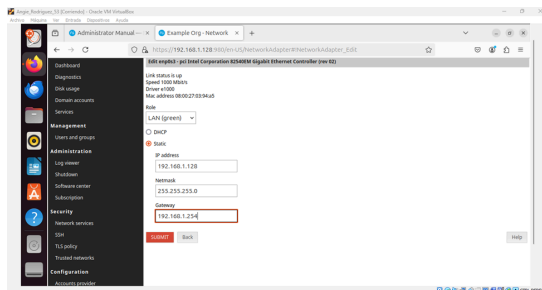 Angie_Rodriguez_S3 [Corriendo] - Oracle VM VirtualBox
Archivo Máquina Ver Entrada Dispositivos Ayuda
Administrator Manual — Example Org - Network
https://192.168.1.128:980/en-US/NetworkAdapter#!NetworkAdapter_Edit
Dashboard
Diagnostics
Disk usage
Domain accounts
Services
Management
Users and groups
Administration
Log viewer
Shutdown
Software center
Subscription
Security
Network services
SSH
TLS policy
Trusted networks
Configuration
Accounts provider
Edit enp0s3 - pci Intel Corporation 82540EM Gigabit Ethernet Controller (rev 02)
Link status is up
Speed 1000 Mbit/s
Driver e1000
Mac address 08:00:27:03:94:a5
Role
LAN (green)
DHCP
Static
IP address
192.168.1.128
Netmask
255.255.255.0
Gateway
192.168.1.254
SUBMIT Back Help